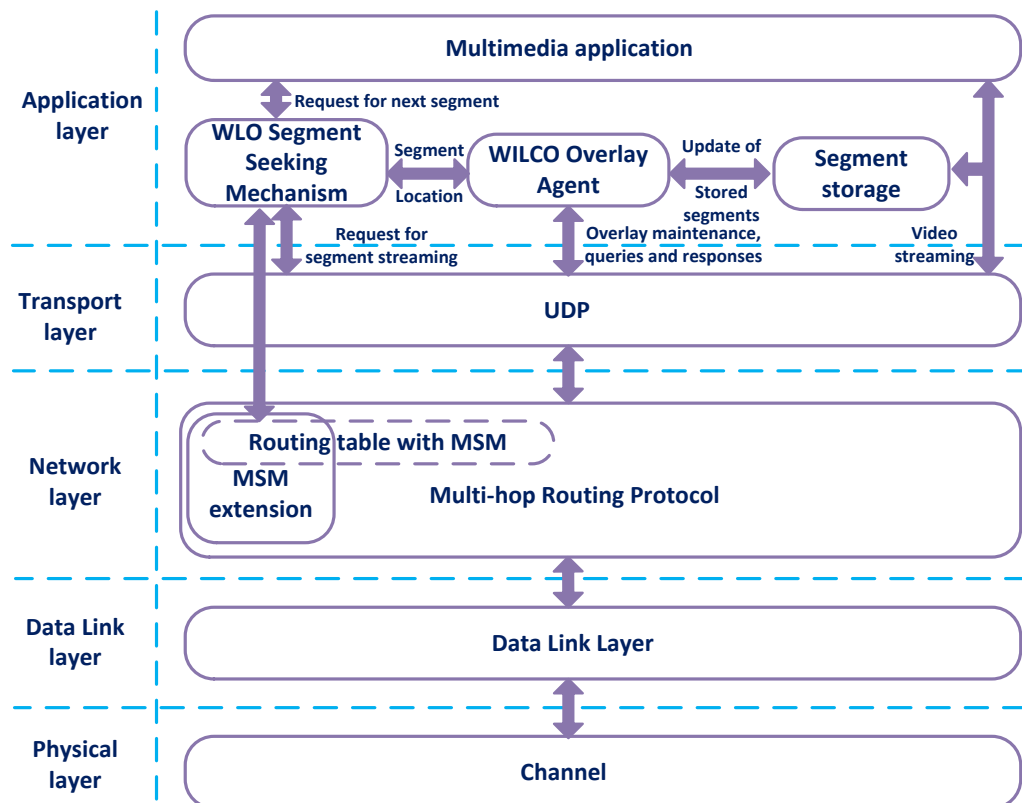 Multimedia application
Application
layer
Request for next segment
WLO Segment
Seeking
Mechanism
Segment
Location
WILCO Overlay
Agent
Update of
Stored
segments
Segment
storage
Request for
segment streaming
Overlay maintenance,
queries and responses
Video
streaming
Transport
layer
UDP
Network
layer
Routing table with MSM
MSM
extension
Multi-hop Routing Protocol
Data Link
layer
Data Link Layer
Physical
layer
Channel